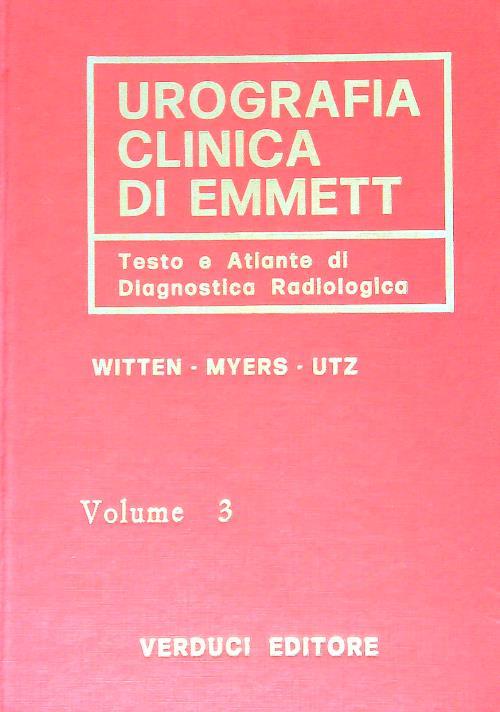 UROGRAFIA
CLINICA
DI EMMETT
Testo e Atlante di
Diagnostica Radiologica
WITTEN - MYERS - UTZ
Volume 3
VERDUCI EDITORE